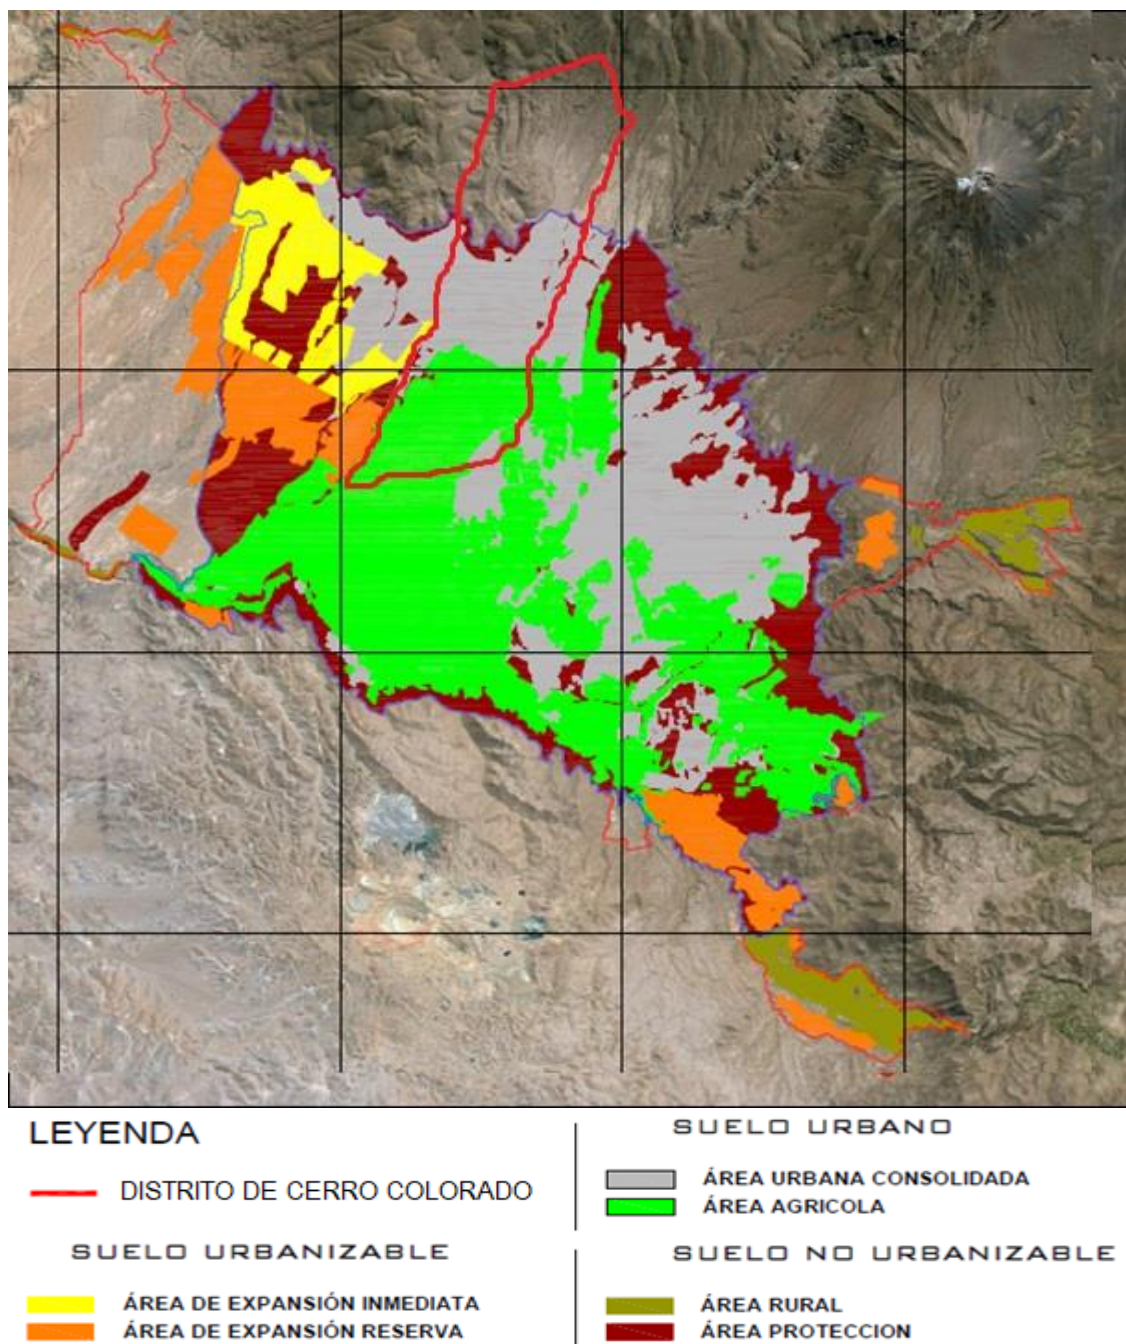 LEYENDA
DISTRITO DE CERRO COLORADO
SUELO URBANO
ÁREA URBANA CONSOLIDADA
ÁREA AGRICOLA
SUELO URBANIZABLE
ÁREA DE EXPANSIÓN INMEDIATA
ÁREA DE EXPANSIÓN RESERVA
SUELO NO URBANIZABLE
ÁREA RURAL
ÁREA PROTECCION